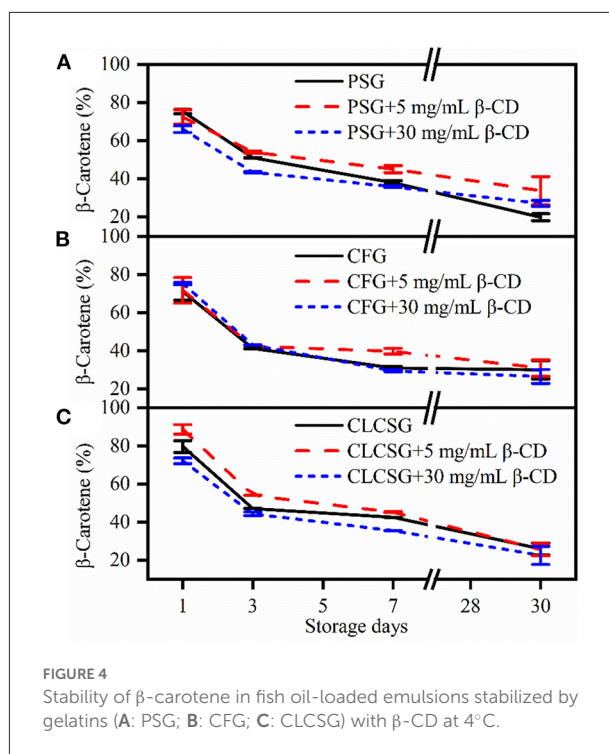 A
100
80
60
40
20
β-Carotene (%)
PSG
PSG+5 mg/mL β-CD
PSG+30 mg/mL β-CD
B
100
80
60
40
20
β-Carotene (%)
CFG
CFG+5 mg/mL β-CD
CFG+30 mg/mL β-CD
C
100
80
60
40
20
β-Carotene (%)
CLCSG
CLCSG+5 mg/mL β-CD
CLCSG+30 mg/mL β-CD
1 3 5 7 28 30
Storage days
FIGURE 4
Stability of β-carotene in fish oil-loaded emulsions stabilized by
gelatins (A: PSG; B: CFG; C: CLCSG) with β-CD at 4°C.